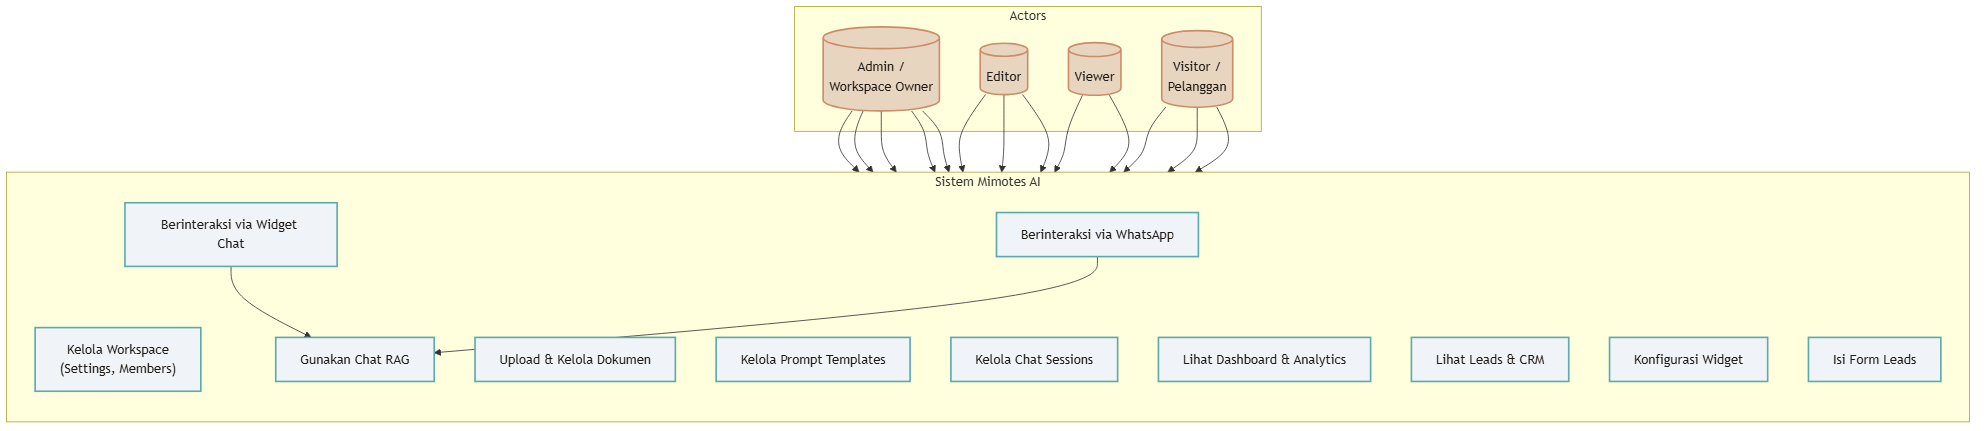 Actors
Admin /
Workspace Owner
Editor
Viewer
Visitor /
Pelanggan
Sistem Mimotes AI
Berinteraksi via Widget
Chat
Berinteraksi via WhatsApp
Kelola Workspace
(Settings, Members)
Gunakan Chat RAG
Upload & Kelola Dokumen
Kelola Prompt Templates
Kelola Chat Sessions
Lihat Dashboard & Analytics
Lihat Leads & CRM
Konfigurasi Widget
Isi Form Leads